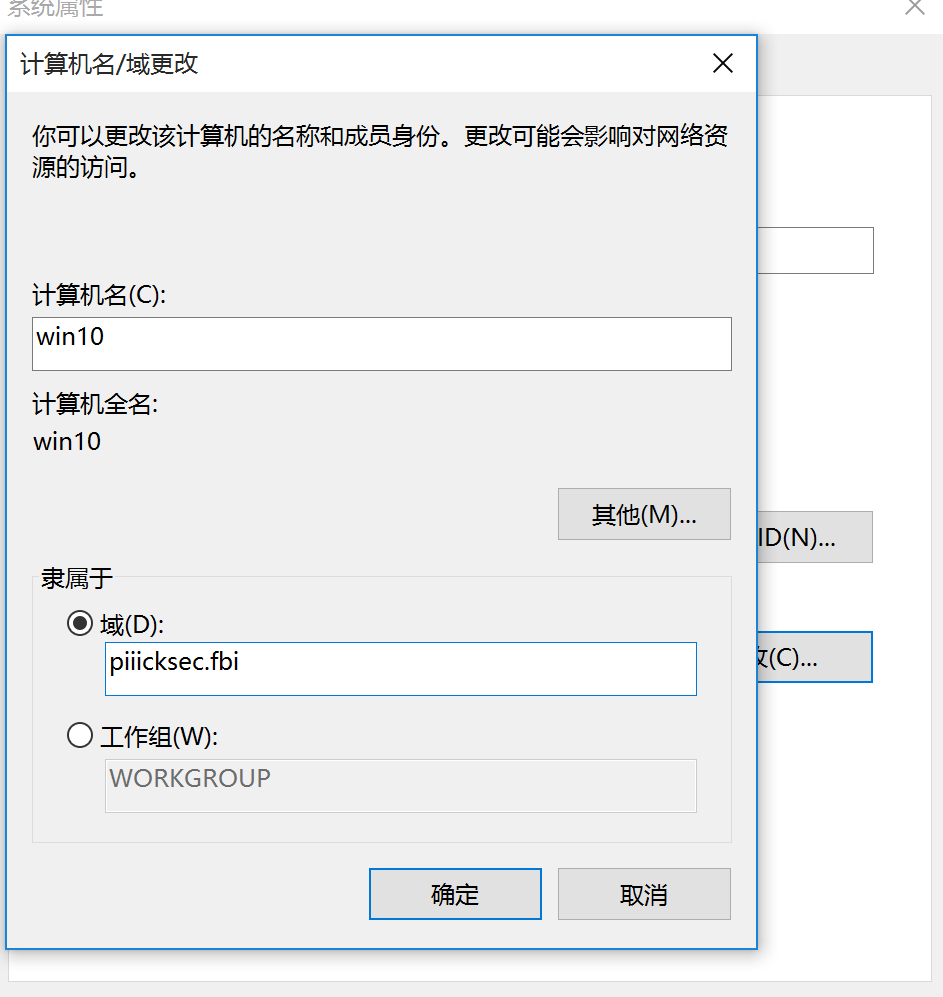 系统属性
计算机名/域更改
你可以更改该计算机的名称和成员身份。更改可能会影响对网络资
源的访问。
计算机名(C):
win10
计算机全名:
win10
其他(M)...
ID(N)...
隶属于
域(D):
piiicksec.fbi
改(C)...
工作组(W):
WORKGROUP
确定
取消